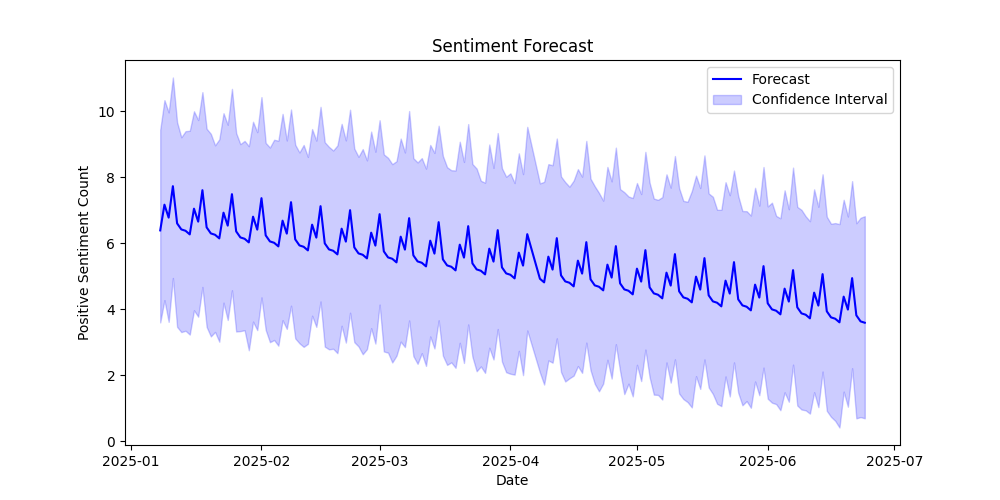 Sentiment Forecast
Forecast
Confidence Interval
Positive Sentiment Count
10
8
6
4
2
0
2025-01
2025-02
2025-03
2025-04
2025-05
2025-06
2025-07
Date